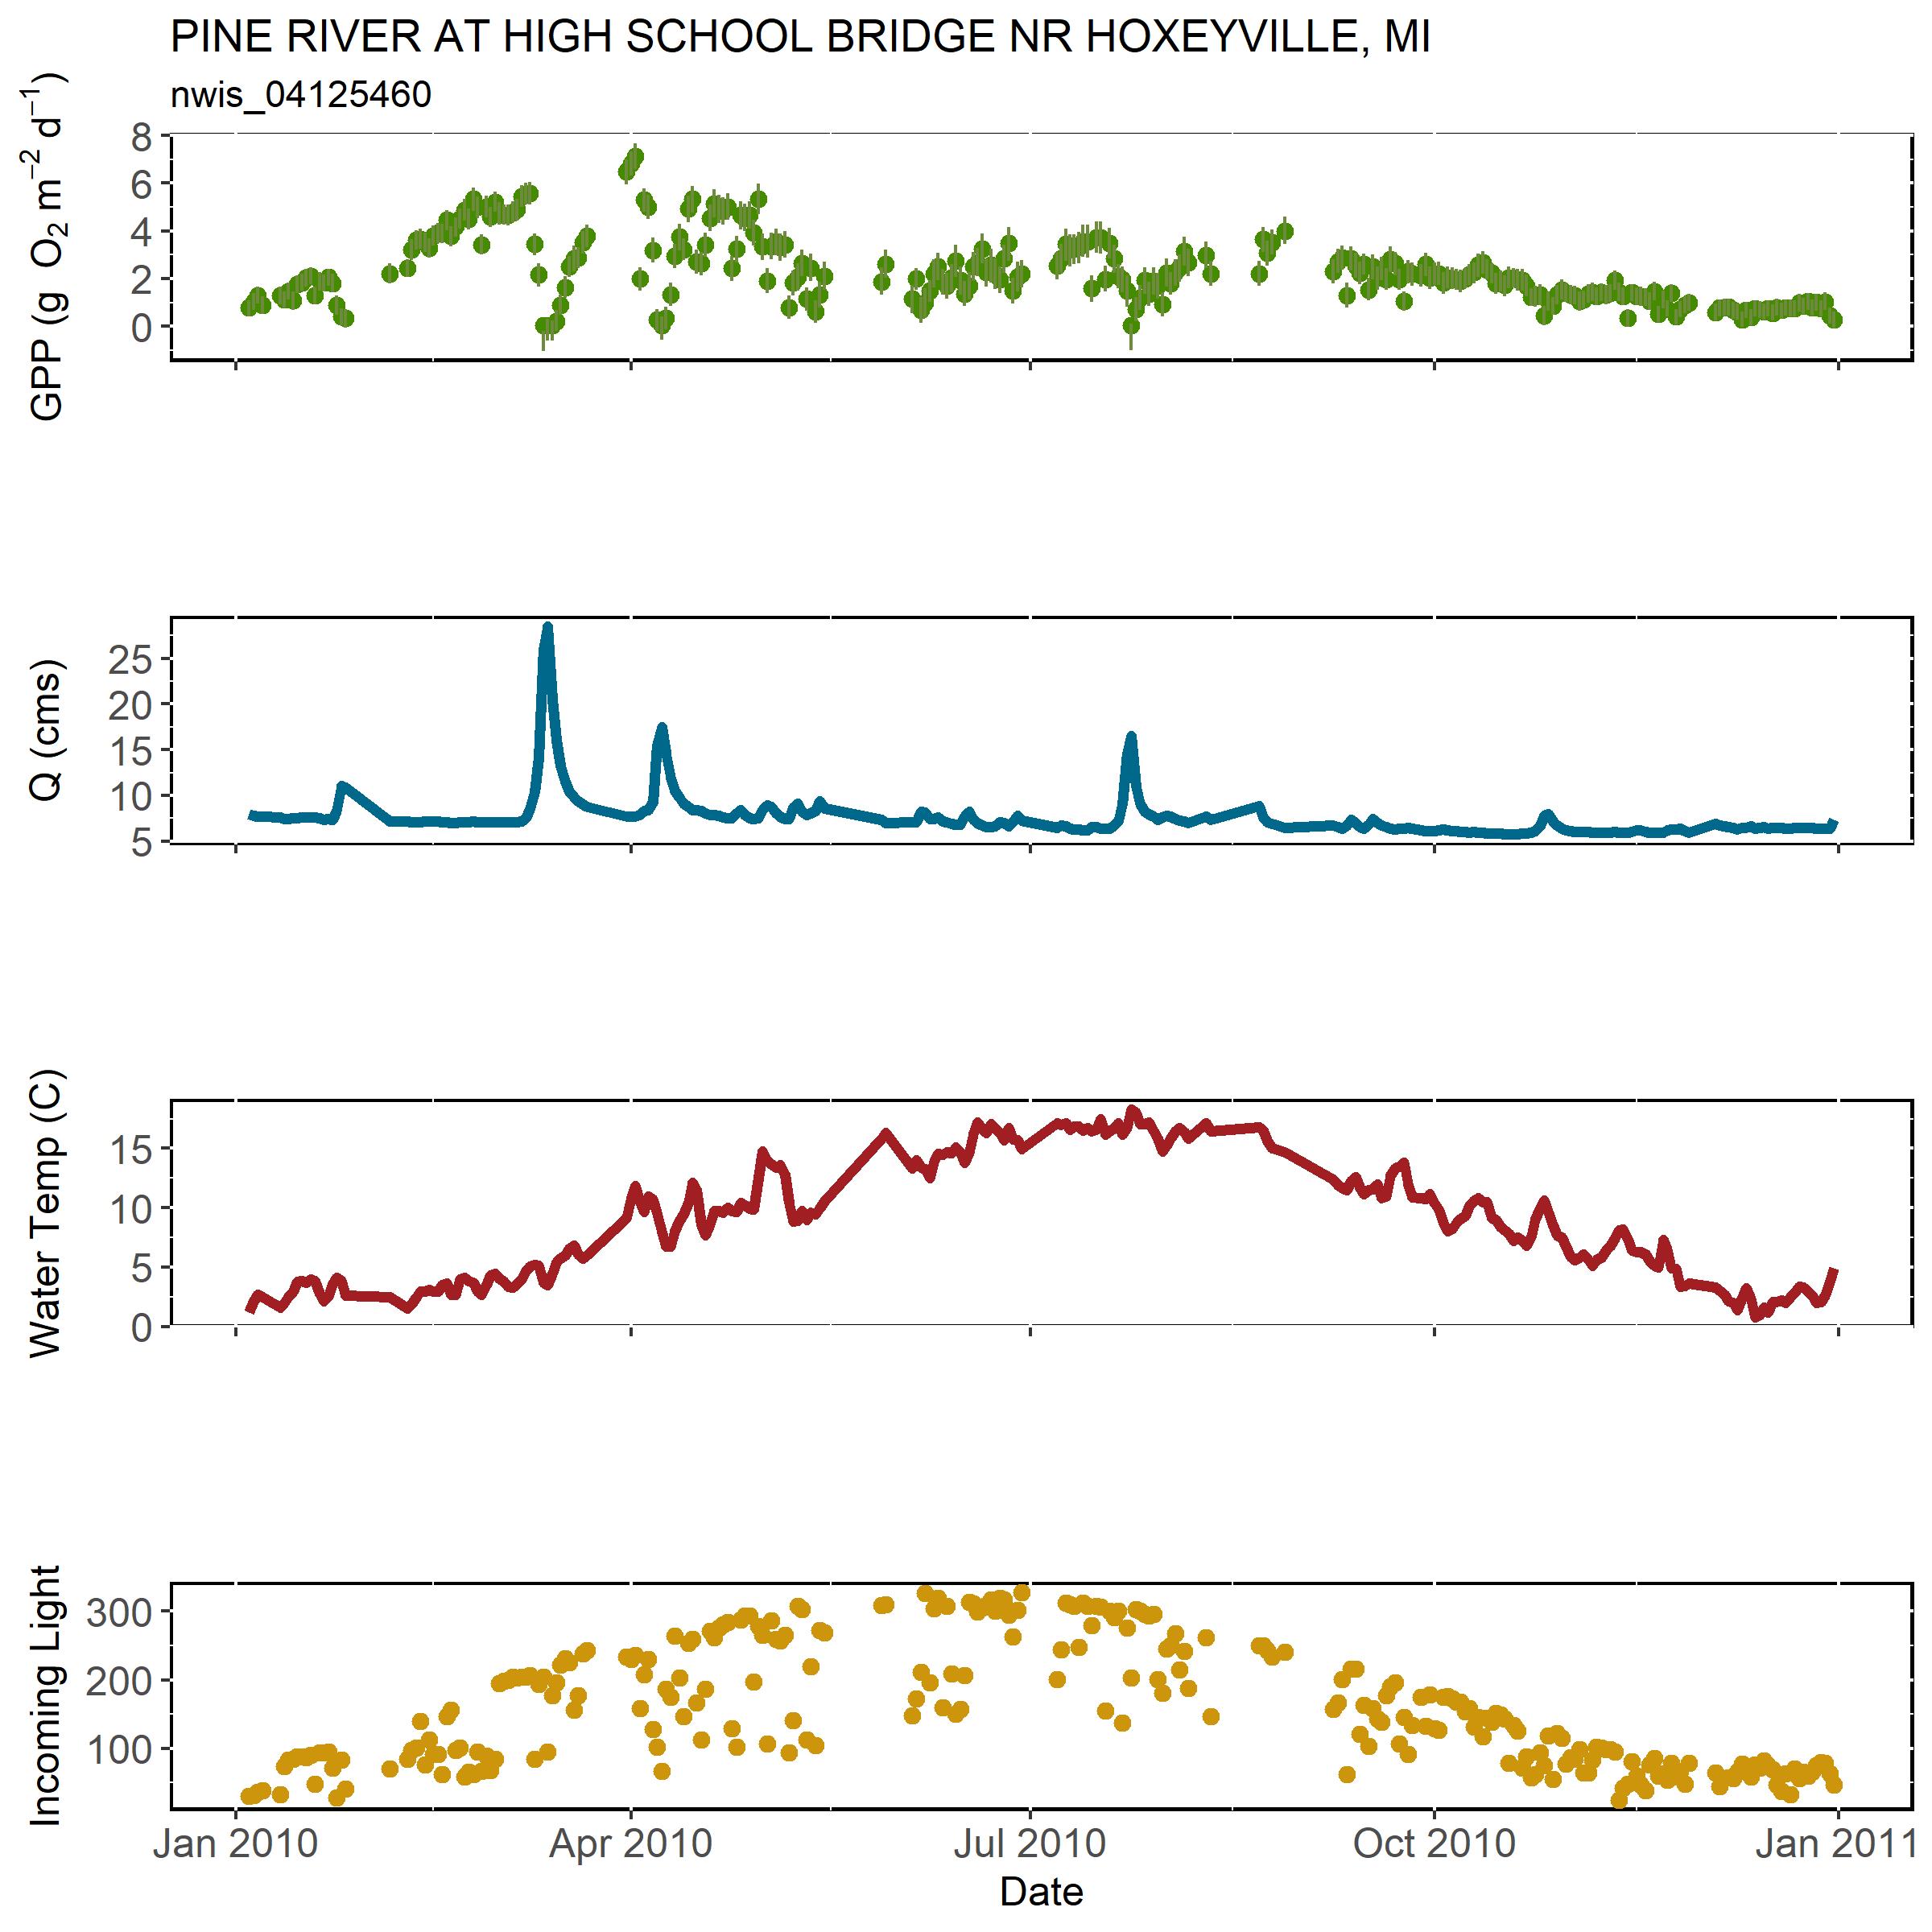 PINE RIVER AT HIGH SCHOOL BRIDGE NR HOXEYVILLE, MI
nwis_04125460
GPP (g O₂ m⁻² d⁻¹)
8
6
4
2
0
Q (cms)
25
20
15
10
5
Water Temp (C)
15
10
5
0
Incoming Light
300
200
100
Jan 2010 Apr 2010 Jul 2010 Oct 2010 Jan 2011
Date